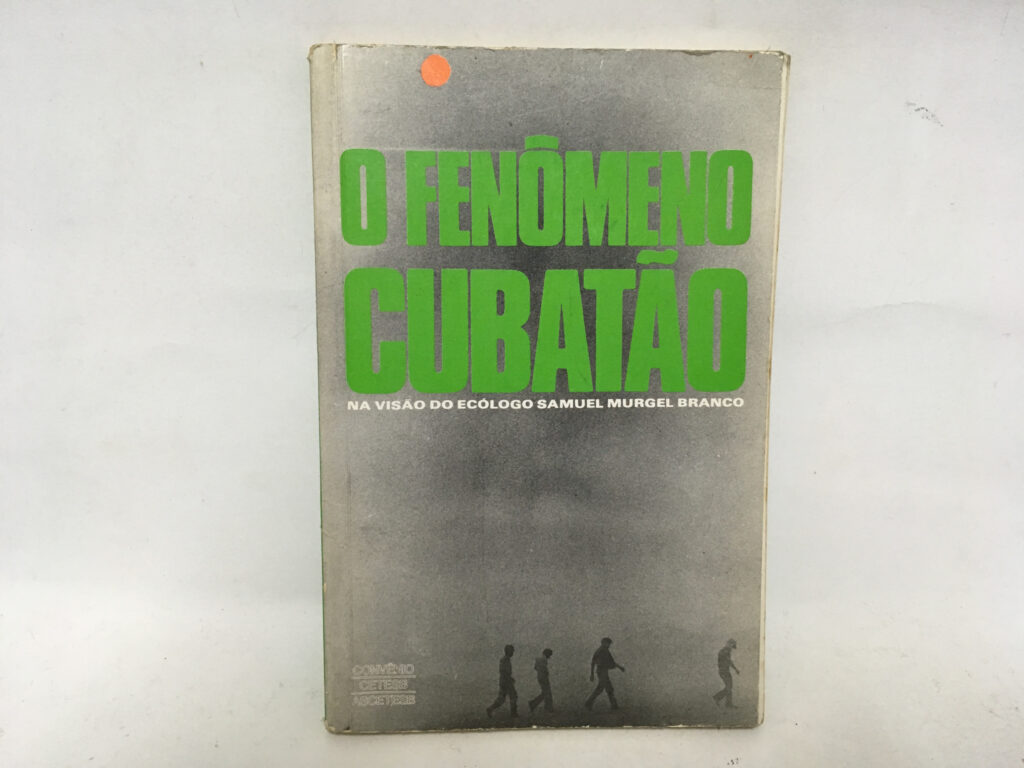 O FENÔMENO
CUBATÃO
NA VISÃO DO ECÓLOGO SAMUEL MURGEL BRANCO
CONVÊNIO
CETESB
ASCETESB